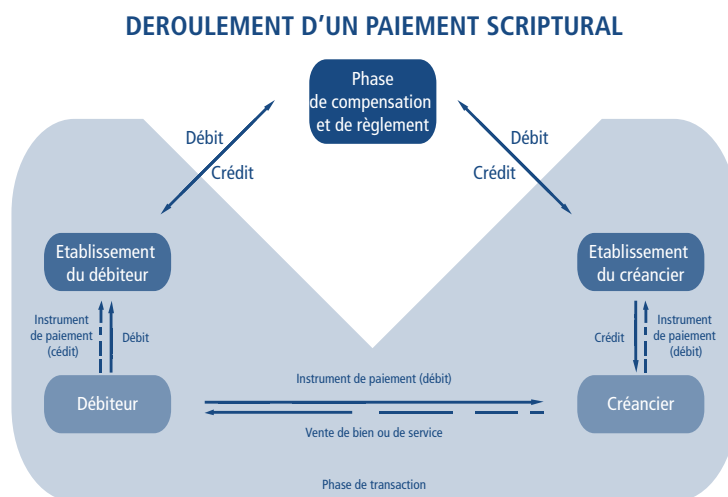 DEROULEMENT D'UN PAIEMENT SCRIPTURAL
Phase
de compensation
et de règlement
Débit
Crédit
Débit
Crédit
Etablissement
du débiteur
Etablissement
du créancier
Instrument
de paiement
(cédit)
Débit
Crédit
Instrument
de paiement
(débit)
Débiteur
Instrument de paiement (débit)
Créancier
Vente de bien ou de service
Phase de transaction